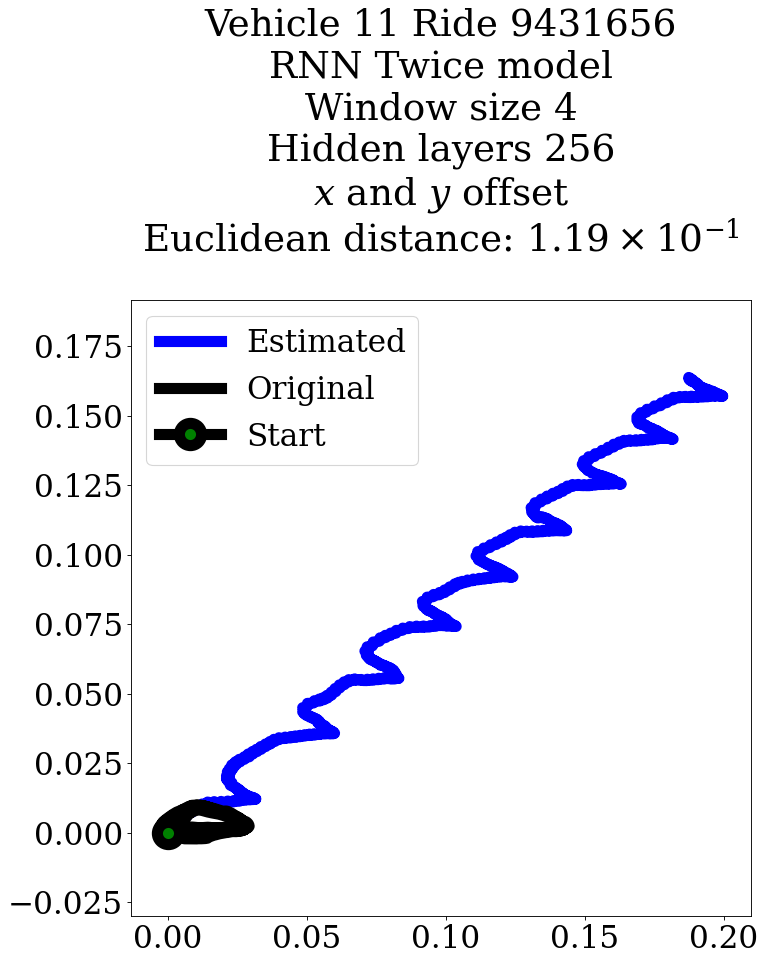 Vehicle 11 Ride 9431656
RNN Twice model
Window size 4
Hidden layers 256
x and y offset
Euclidean distance: 1.19 × 10⁻¹
Estimated
Original
Start
0.175
0.150
0.125
0.100
0.075
0.050
0.025
0.000
−0.025
0.00 0.05 0.10 0.15 0.20